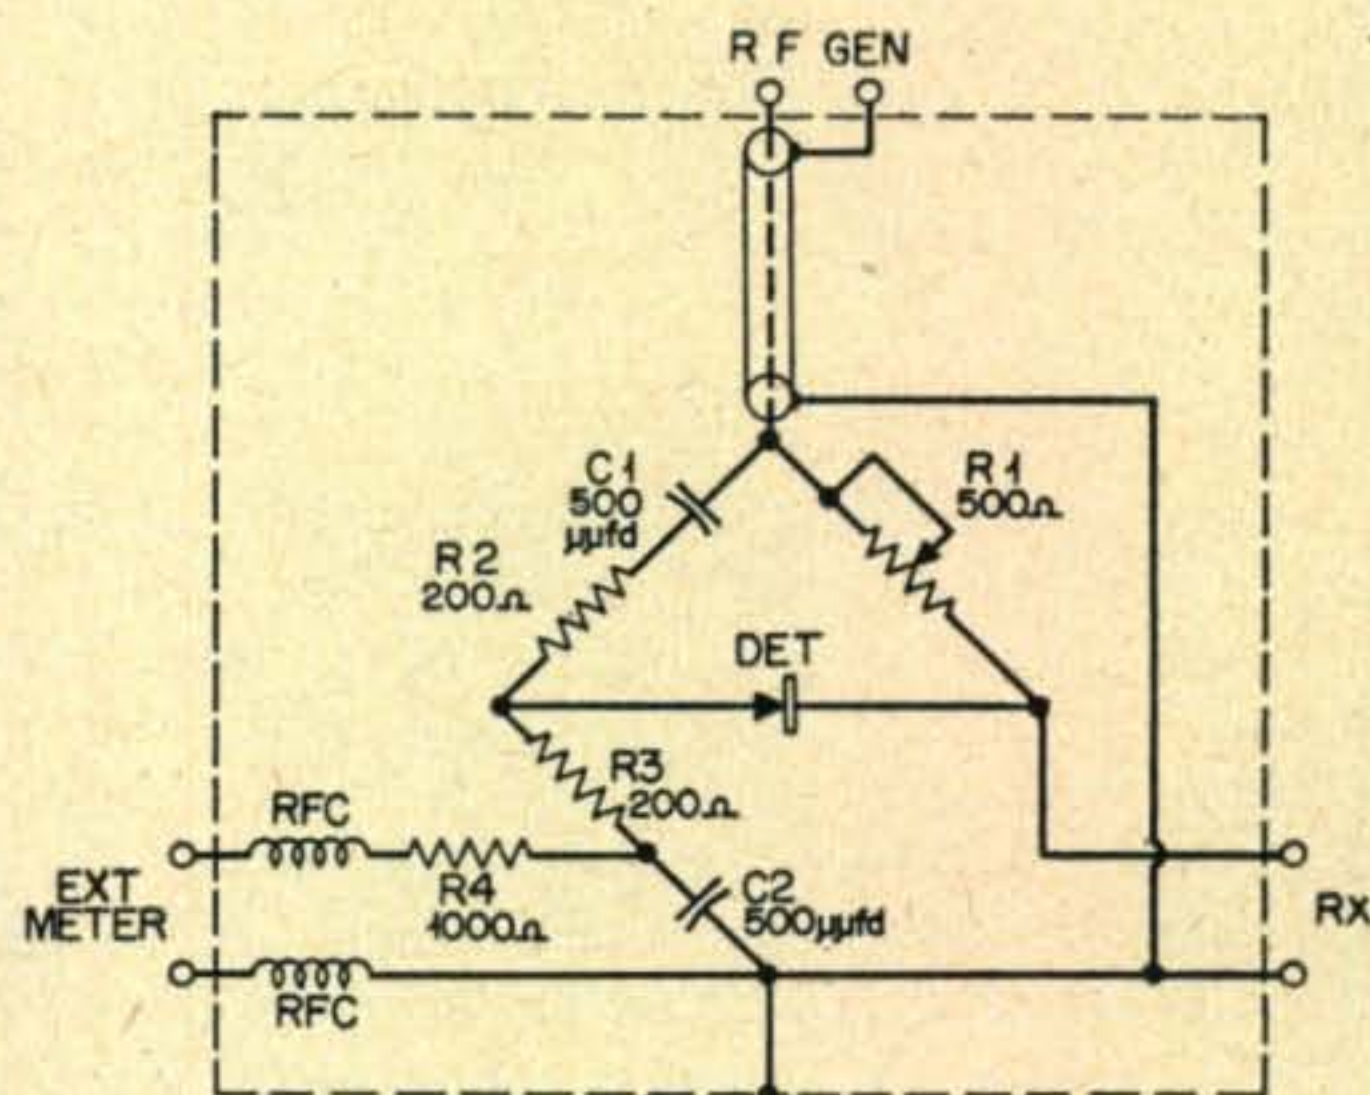 R F GEN
C1
500
μμfd
R1
500Ω
R2
200Ω
DET
R3
200Ω
RFC
EXT
METER
R4
1000Ω
C2
500μμfd
RX
RFC